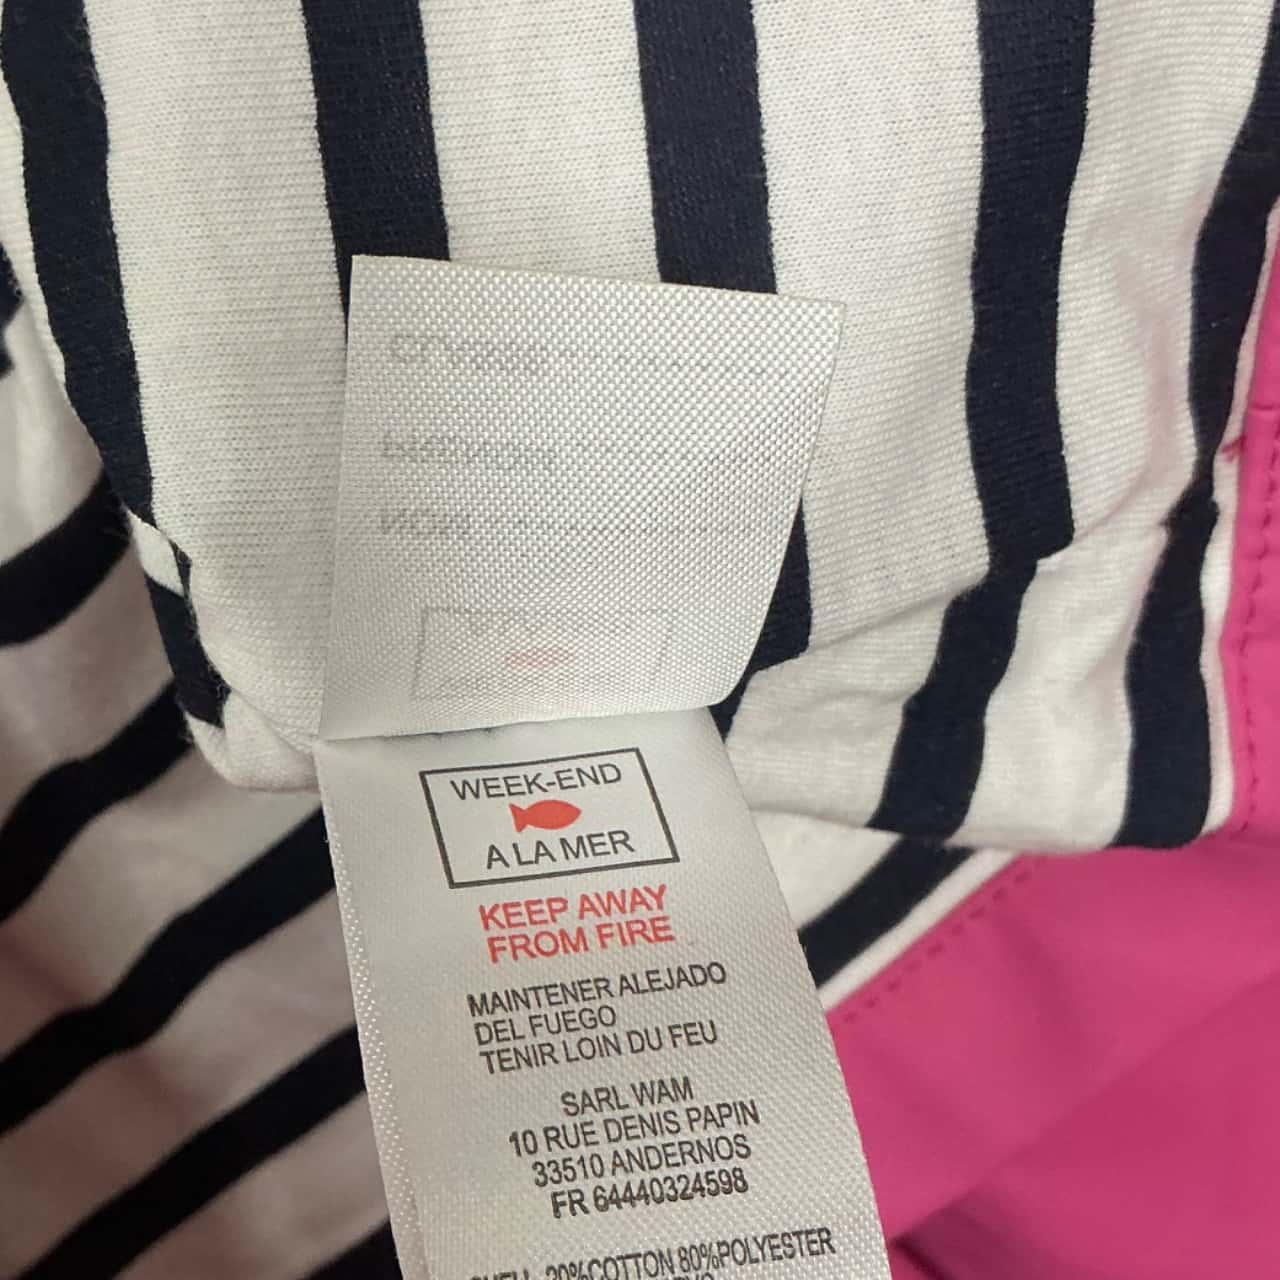 WEEK-END
A LA MER
KEEP AWAY
FROM FIRE
MAINTENER ALEJADO
DEL FUEGO
TENIR LOIN DU FEU
SARL WAM
10 RUE DENIS PAPIN
33510 ANDERNOS
FR 64440324598
20%COTTON 80%POLYESTER